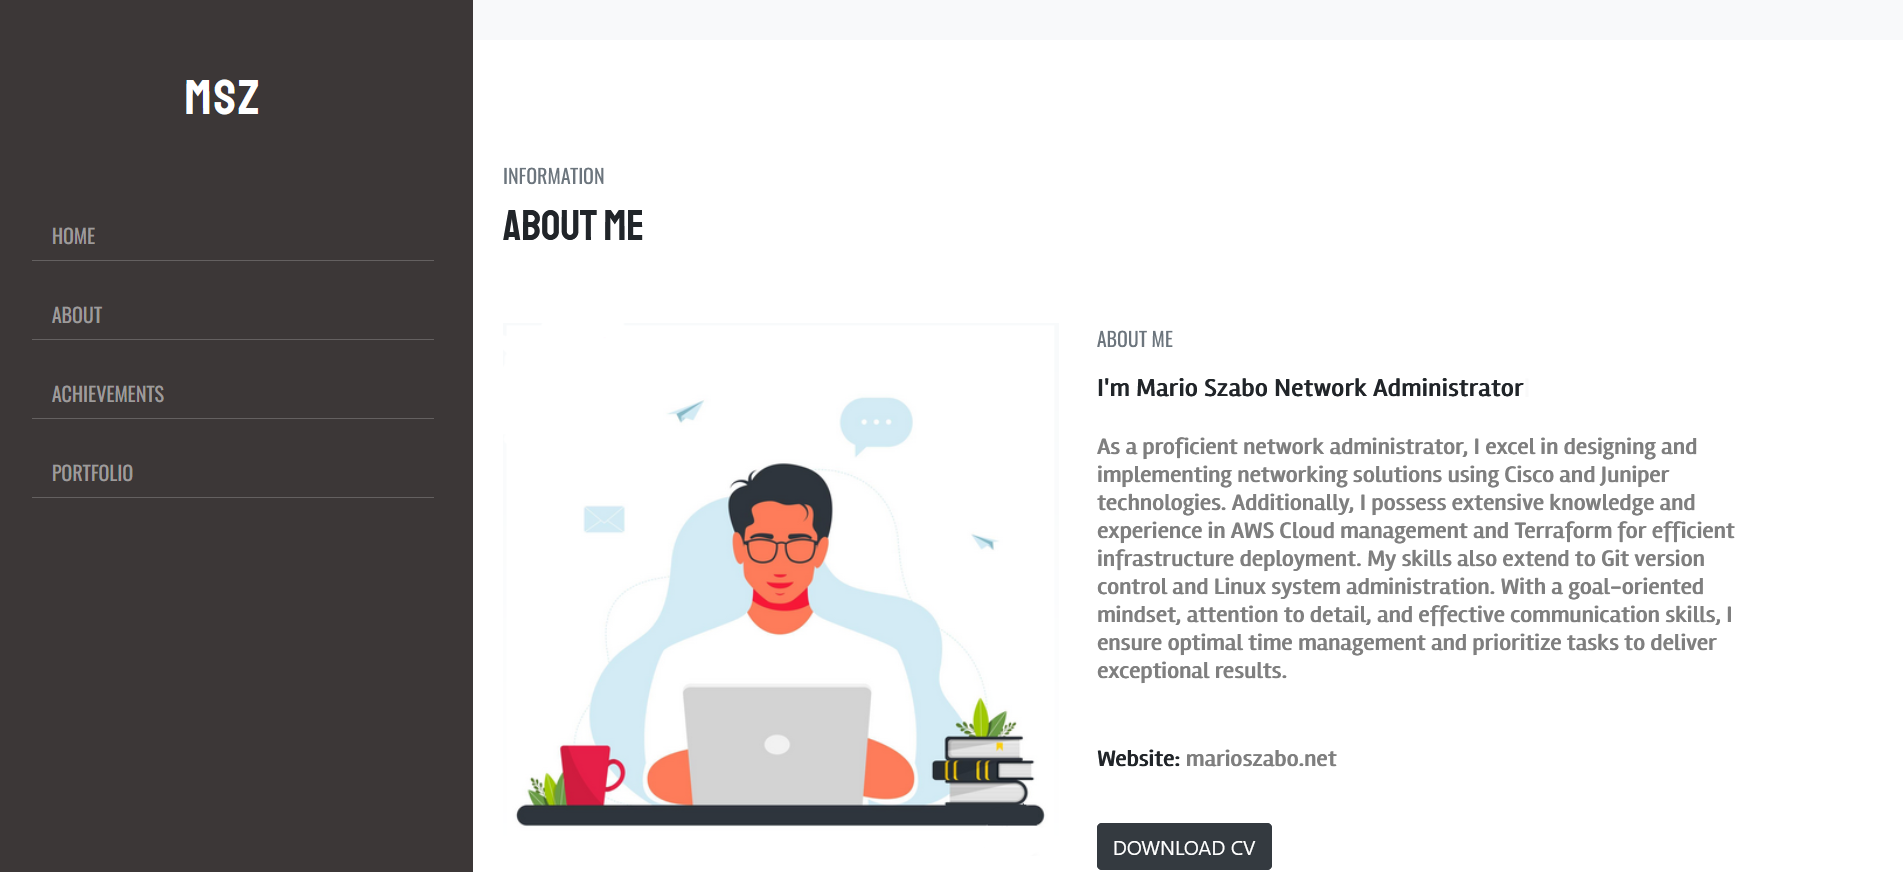 MSZ
HOME
ABOUT
ACHIEVEMENTS
PORTFOLIO
INFORMATION
ABOUT ME
ABOUT ME
I'm Mario Szabo Network Administrator
As a proficient network administrator, I excel in designing and
implementing networking solutions using Cisco and Juniper
technologies. Additionally, I possess extensive knowledge and
experience in AWS Cloud management and Terraform for efficient
infrastructure deployment. My skills also extend to Git version
control and Linux system administration. With a goal-oriented
mindset, attention to detail, and effective communication skills, I
ensure optimal time management and prioritize tasks to deliver
exceptional results.
Website: marioszabo.net
DOWNLOAD CV